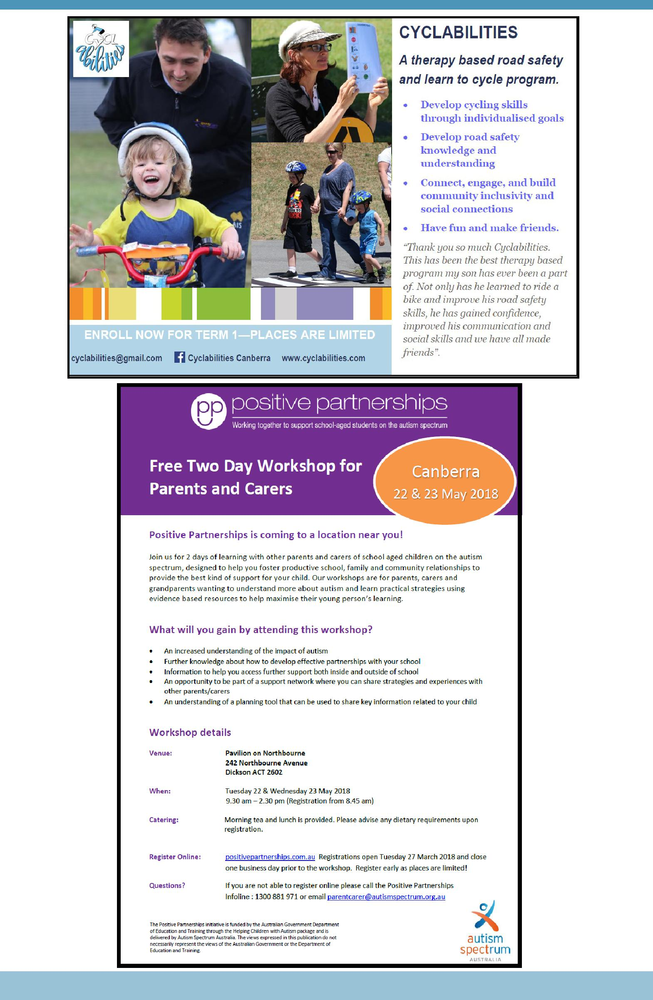 CYCL
abilities
AIS
BORN TO
ROCK!
CYCLABILITIES
A therapy based road safety
and learn to cycle program.
• Develop cycling skills
through individualised goals
• Develop road safety
knowledge and
understanding
• Connect, engage, and build
community inclusivity and
social connections
• Have fun and make friends.
“Thank you so much Cyclabilities.
This has been the best therapy based
program my son has ever been a part
of. Not only has he learned to ride a
bike and improve his road safety
skills, he has gained confidence,
improved his communication and
social skills and we have all made
friends”.
ENROLL NOW FOR TERM 1—PLACES ARE LIMITED
cyclabilities@gmail.com f Cyclabilities Canberra www.cyclabilities.com
pp positive partnerships
Working together to support school-aged students on the autism spectrum
Free Two Day Workshop for
Parents and Carers
Canberra
22 & 23 May 2018
Positive Partnerships is coming to a location near you!
Join us for 2 days of learning with other parents and carers of school aged children on the autism
spectrum, designed to help you foster productive school, family and community relationships to
provide the best kind of support for your child. Our workshops are for parents, carers and
grandparents wanting to understand more about autism and learn practical strategies using
evidence based resources to help maximise their young person’s learning.
What will you gain by attending this workshop?
• An increased understanding of the impact of autism
• Further knowledge about how to develop effective partnerships with your school
• Information to help you access further support both inside and outside of school
• An opportunity to be part of a support network where you can share strategies and experiences with
other parents/carers
• An understanding of a planning tool that can be used to share key information related to your child
Workshop details
Venue: Pavilion on Northbourne
242 Northbourne Avenue
Dickson ACT 2602
When: Tuesday 22 & Wednesday 23 May 2018
9.30 am – 2.30 pm (Registration from 8.45 am)
Catering: Morning tea and lunch is provided. Please advise any dietary requirements upon
registration.
Register Online: positivepartnerships.com.au Registrations open Tuesday 27 March 2018 and close
one business day prior to the workshop. Register early as places are limited!
Questions? If you are not able to register online please call the Positive Partnerships
Infoline : 1300 881 971 or email parentcarer@autismspectrum.org.au
The Positive Partnerships initiative is funded by the Australian Government Department
of Education and Training through the Helping Children with Autism package and is
delivered by Autism Spectrum Australia. The views expressed in this publication do not
necessarily represent the views of the Australian Government or the Department of
Education and Training.
autism
spectrum
AUSTRALIA